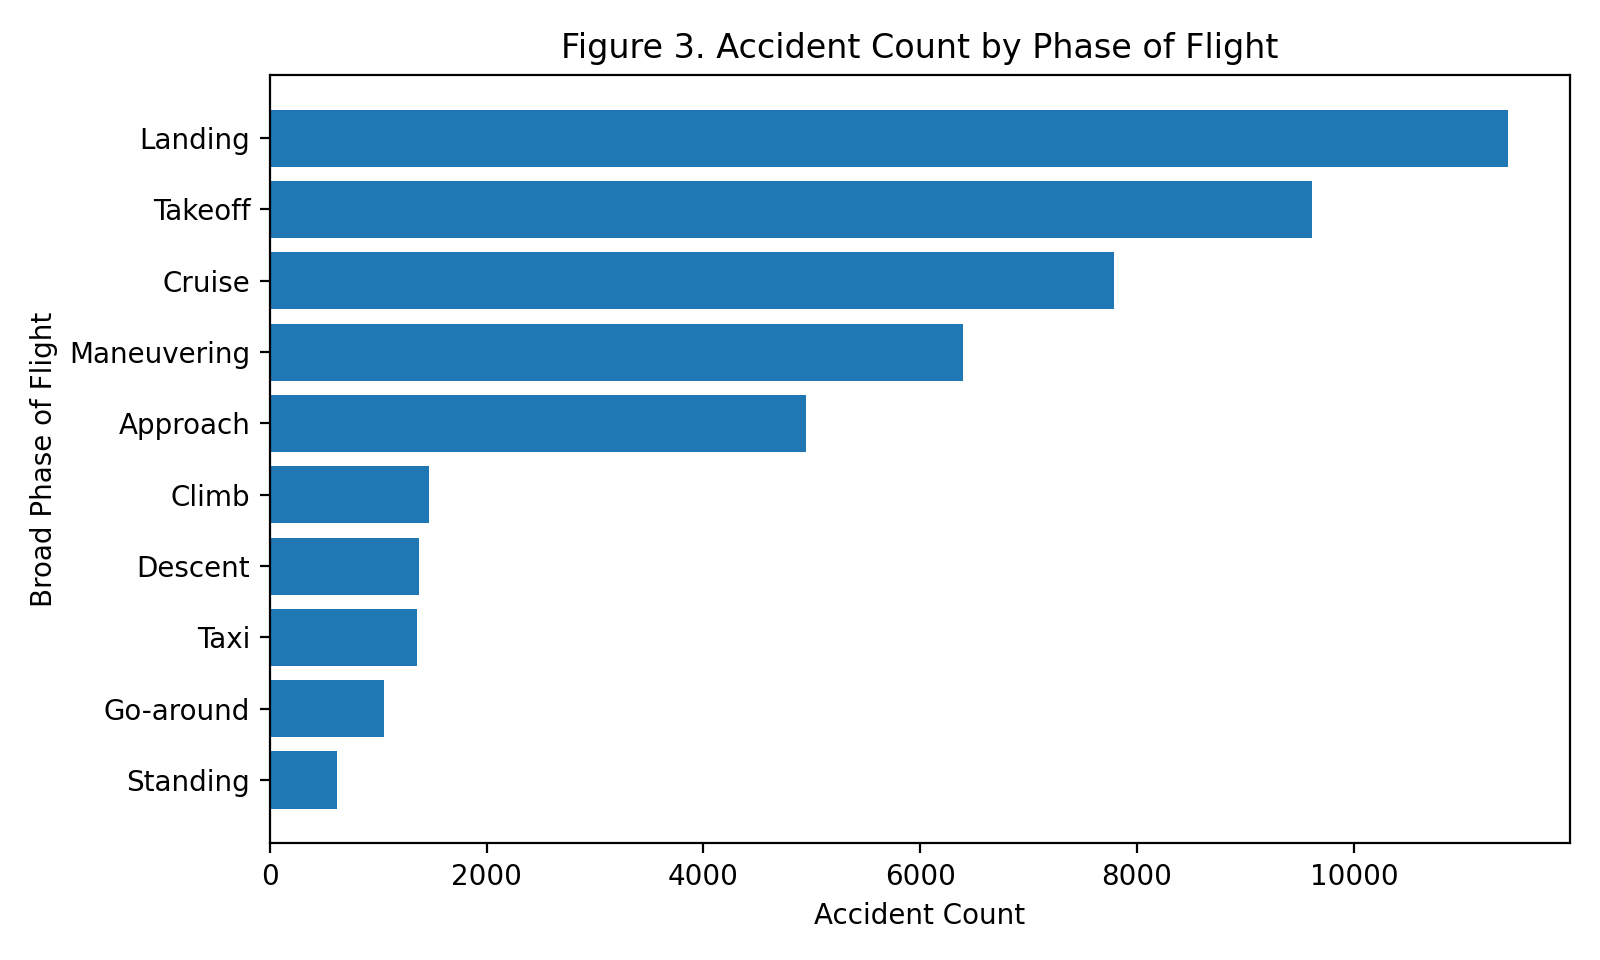 Figure 3. Accident Count by Phase of Flight
Broad Phase of Flight
Landing
Takeoff
Cruise
Maneuvering
Approach
Climb
Descent
Taxi
Go-around
Standing
0 2000 4000 6000 8000 10000
Accident Count